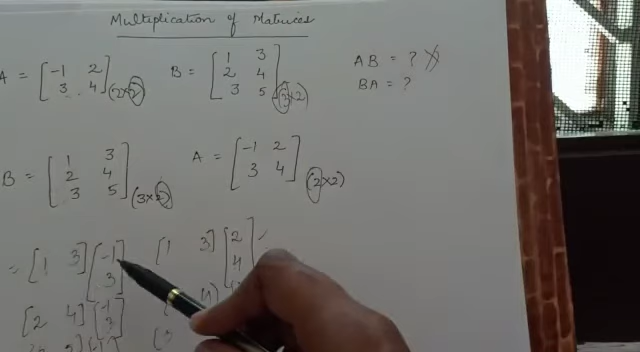 Multiplication of Matrices
A = [-1 2 B = [1 3 AB = ?
3 4] (2×2) 2 4 BA = ?
3 5] (3×2)
B = [1 3 A = [-1 2
2 4 3 4] (2×2)
3 5] (3×2)
= [1 3] [-1 [1 3] [2
3] 4]
[2 4] [-1
3]